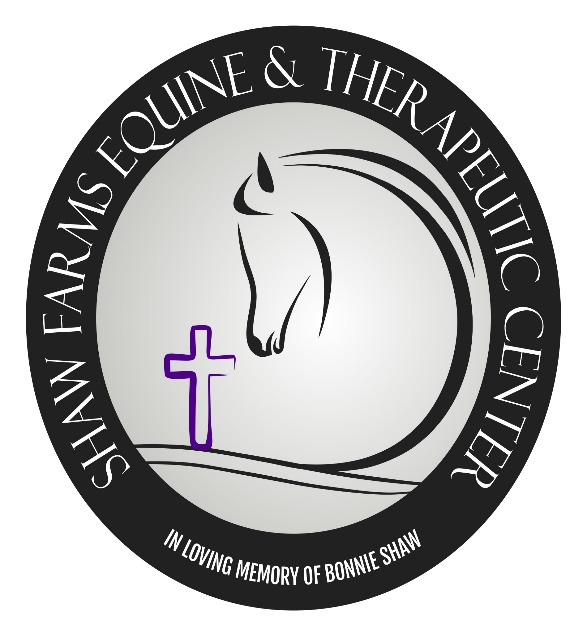 SHAW FARMS EQUINE & THERAPEUTIC CENTER
IN LOVING MEMORY OF BONNIE SHAW